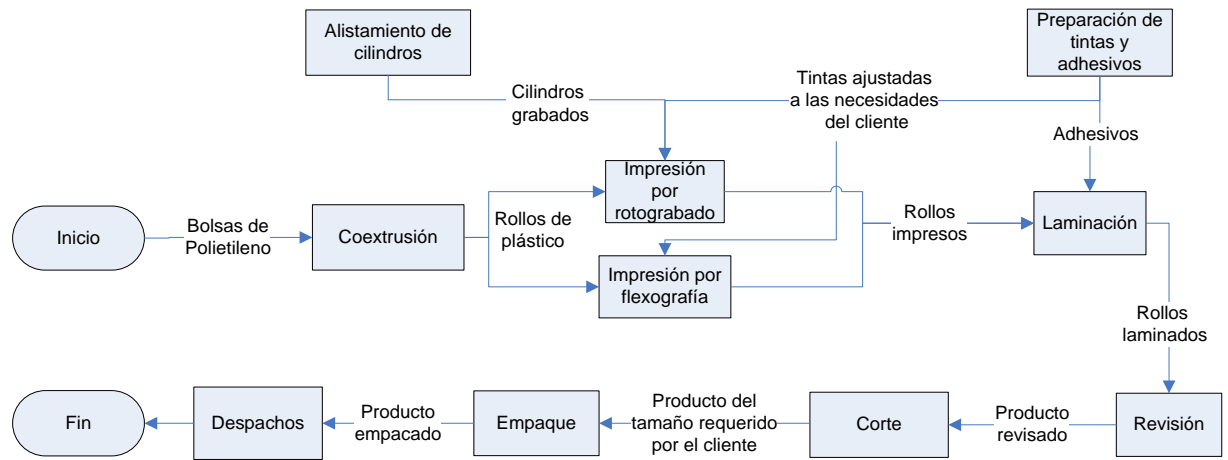 Alistamiento de
cilindros
Preparación de
tintas y
adhesivos
Cilindros
grabados
Tintas ajustadas
a las necesidades
del cliente
Adhesivos
Inicio
Bolsas de
Polietileno
Coextrusión
Rollos de
plástico
Impresión
por
rotograbado
Impresión por
flexografía
Rollos
impresos
Laminación
Rollos
laminados
Revisión
Producto
revisado
Corte
Producto del
tamaño requerido
por el cliente
Empaque
Producto
empacado
Despachos
Fin